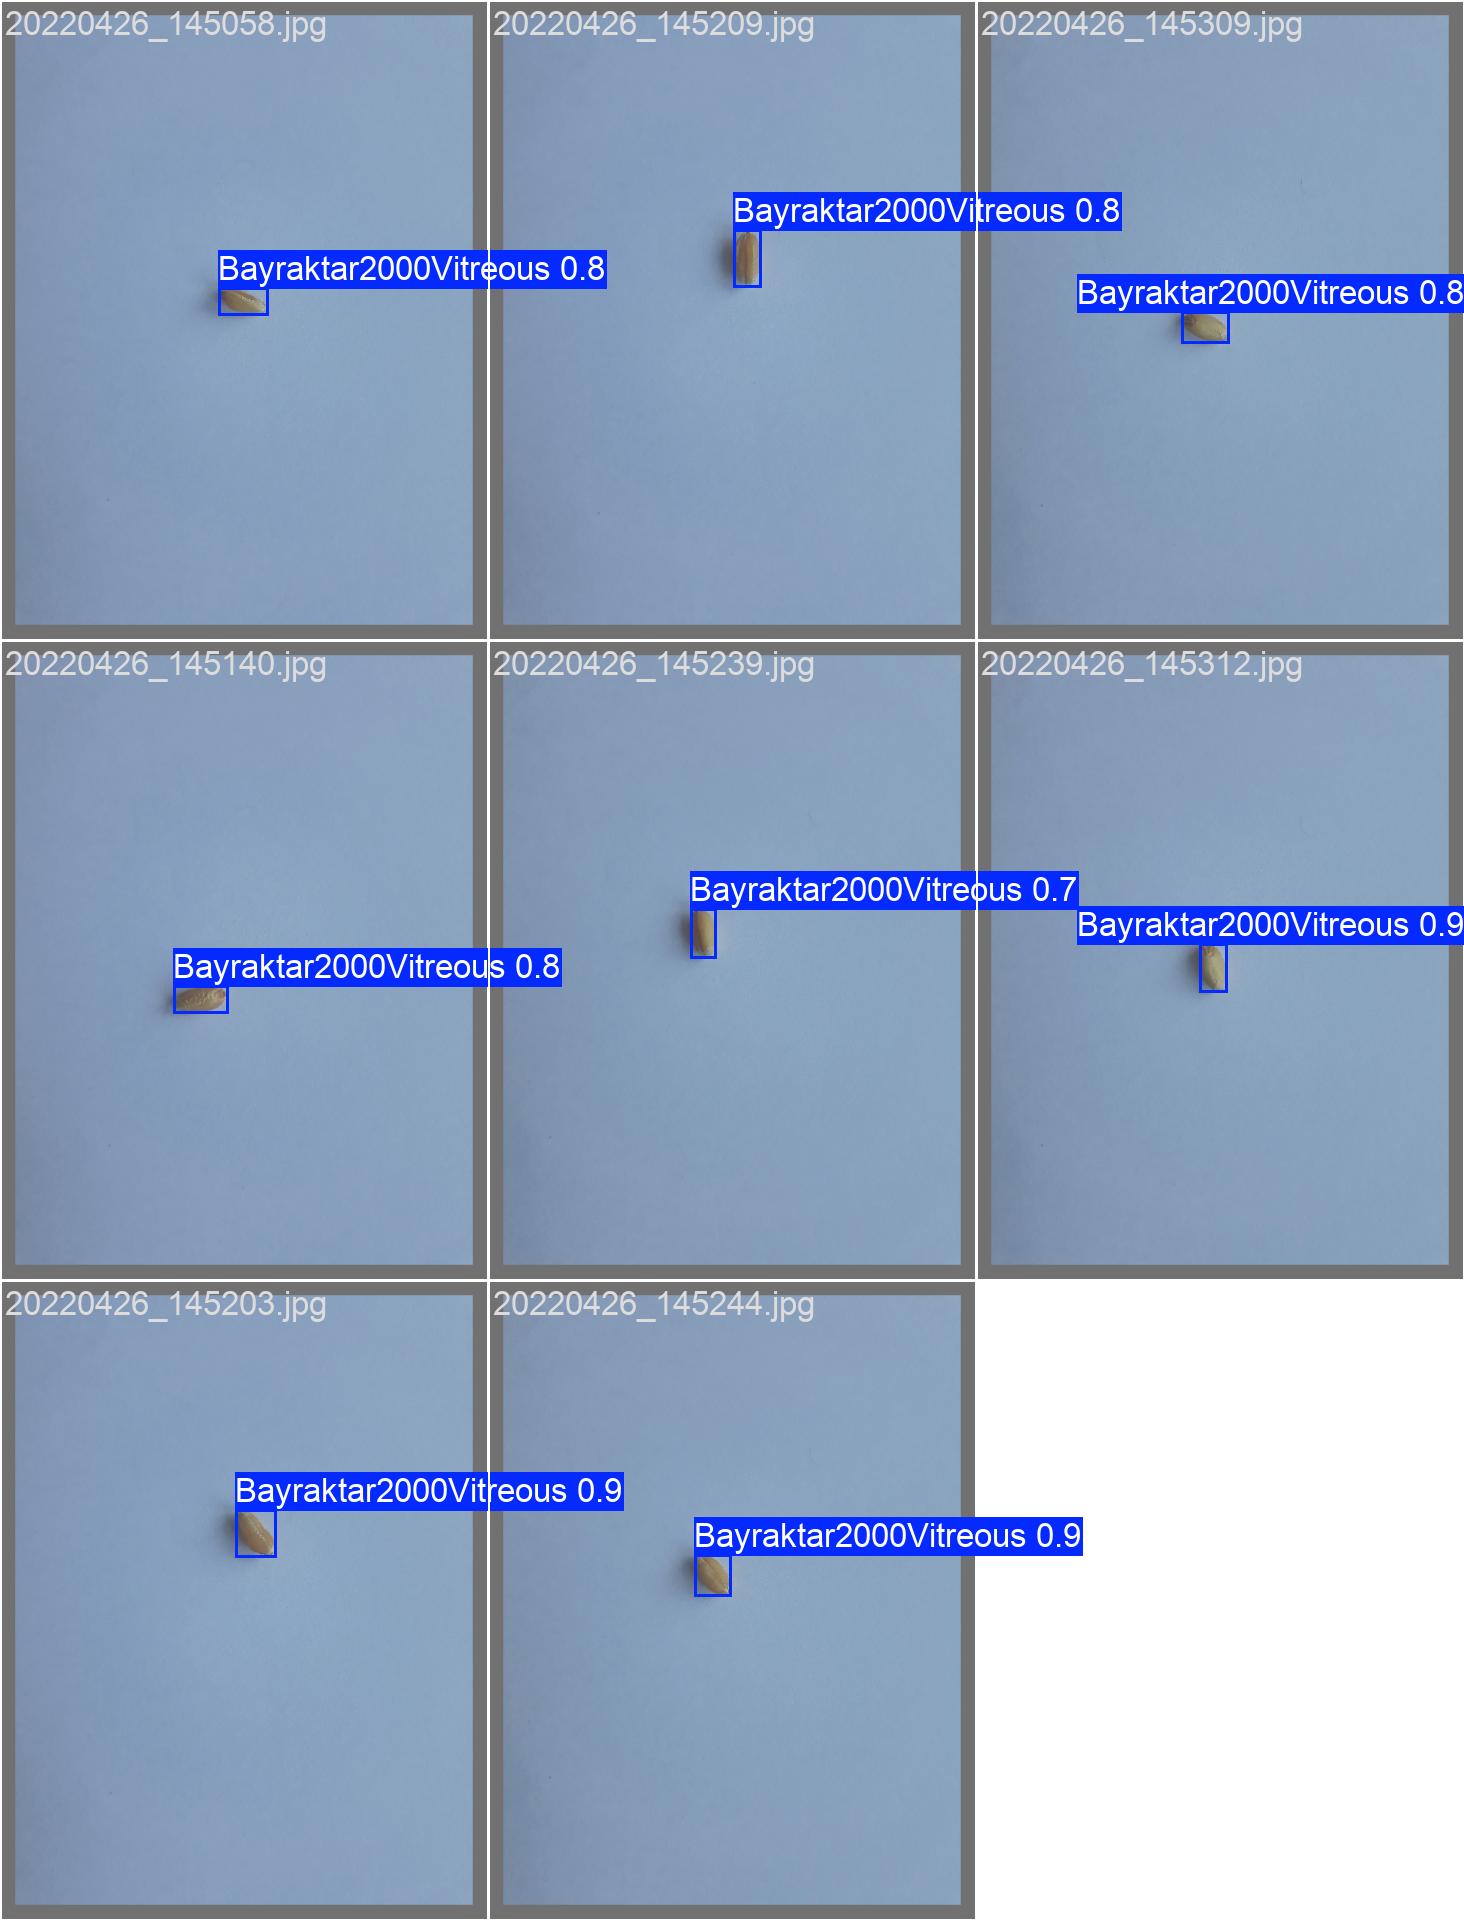 20220426_145058.jpg
20220426_145209.jpg
20220426_145309.jpg
Bayraktar2000Vitreous 0.8
Bayraktar2000Vitreous 0.8
Bayraktar2000Vitreous 0.8
20220426_145140.jpg
20220426_145239.jpg
20220426_145312.jpg
Bayraktar2000Vitreous 0.8
Bayraktar2000Vitreous 0.7
Bayraktar2000Vitreous 0.9
20220426_145203.jpg
20220426_145244.jpg
Bayraktar2000Vitreous 0.9
Bayraktar2000Vitreous 0.9